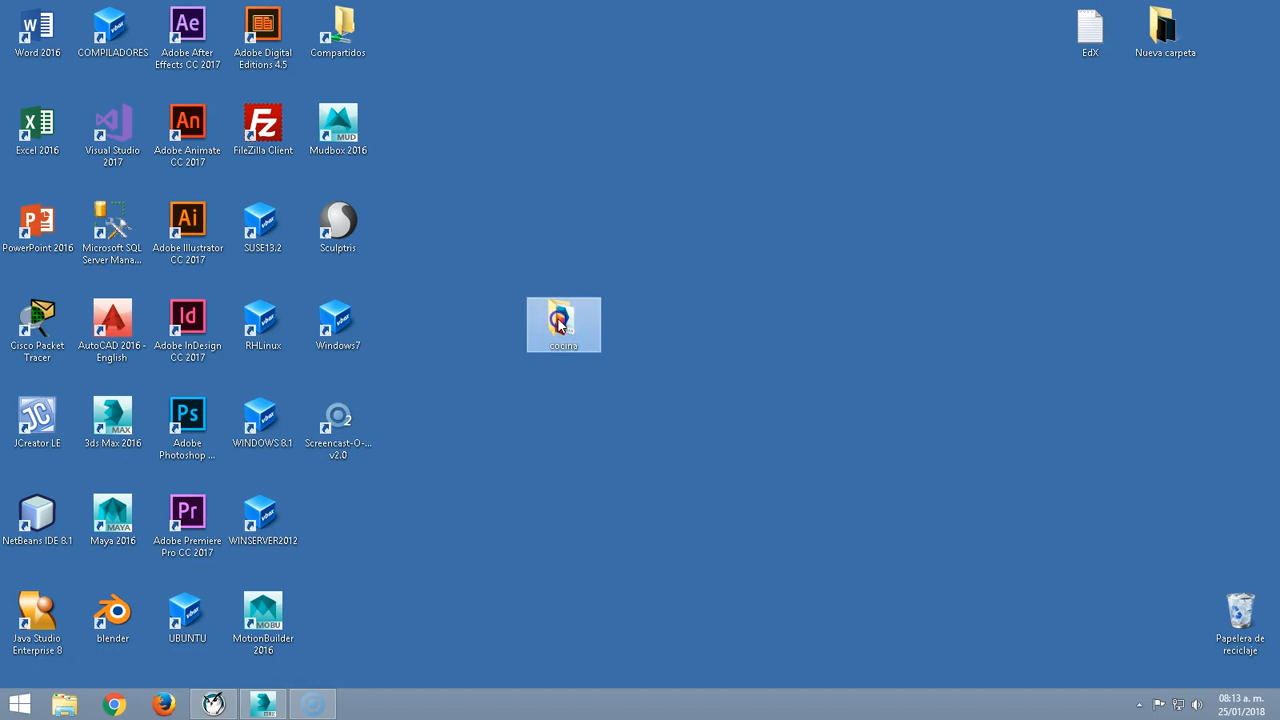 Word 2016
COMPILADORES
Adobe After
Effects CC 2017
Adobe Digital
Editions 4.5
Compartidos
EdX
Nueva carpeta
Excel 2016
Visual Studio
2017
Adobe Animate
CC 2017
FileZilla Client
MUD
Mudbox 2016
PowerPoint 2016
Microsoft SQL
Server Mana...
Adobe Illustrator
CC 2017
SUSE13.2
Sculptris
Cisco Packet
Tracer
AutoCAD 2016 -
English
Adobe InDesign
CC 2017
RHLinux
Windows7
cocina
JCreator LE
MAX
3ds Max 2016
Adobe
Photoshop ...
WINDOWS 8.1
Screencast-O-...
v2.0
NetBeans IDE 8.1
MAYA
Maya 2016
Adobe Premiere
Pro CC 2017
WINSERVER2012
Java Studio
Enterprise 8
blender
UBUNTU
MOBU
MotionBuilder
2016
Papelera de
reciclaje
MAX
08:13 a. m.
25/01/2018